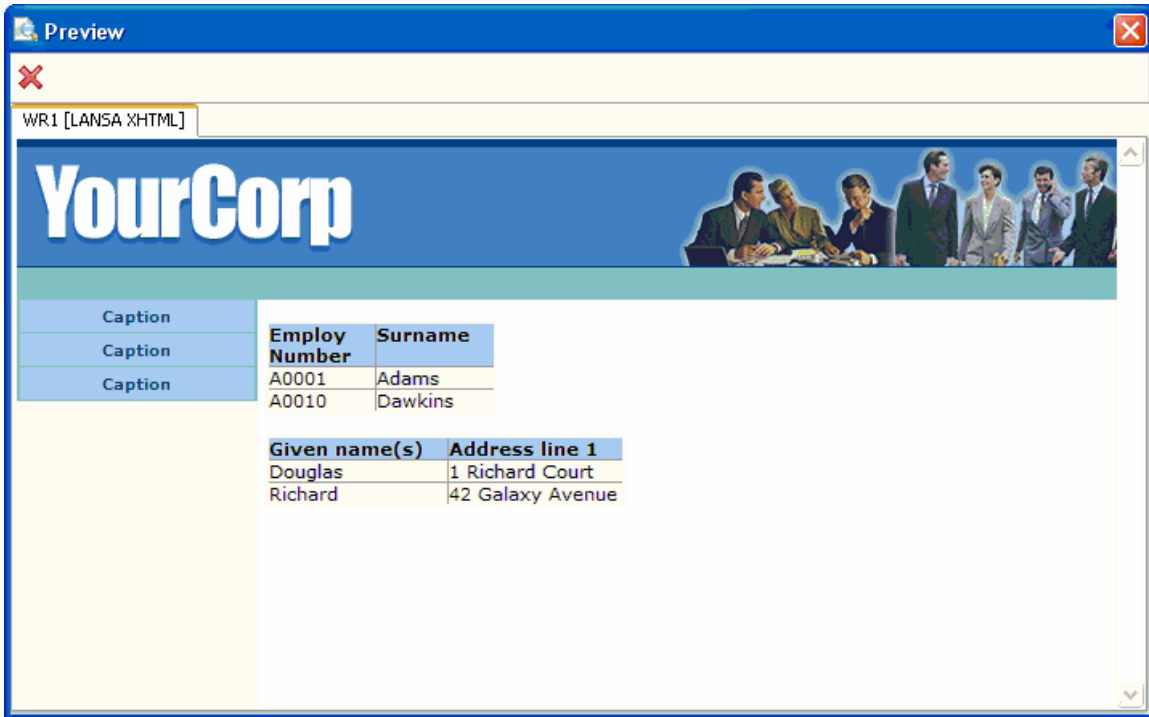 Preview
WR1 [LANSA XHTML]
YourCorp
Caption
Caption
Caption
Employ Number Surname
A0001 Adams
A0010 Dawkins
Given name(s) Address line 1
Douglas 1 Richard Court
Richard 42 Galaxy Avenue